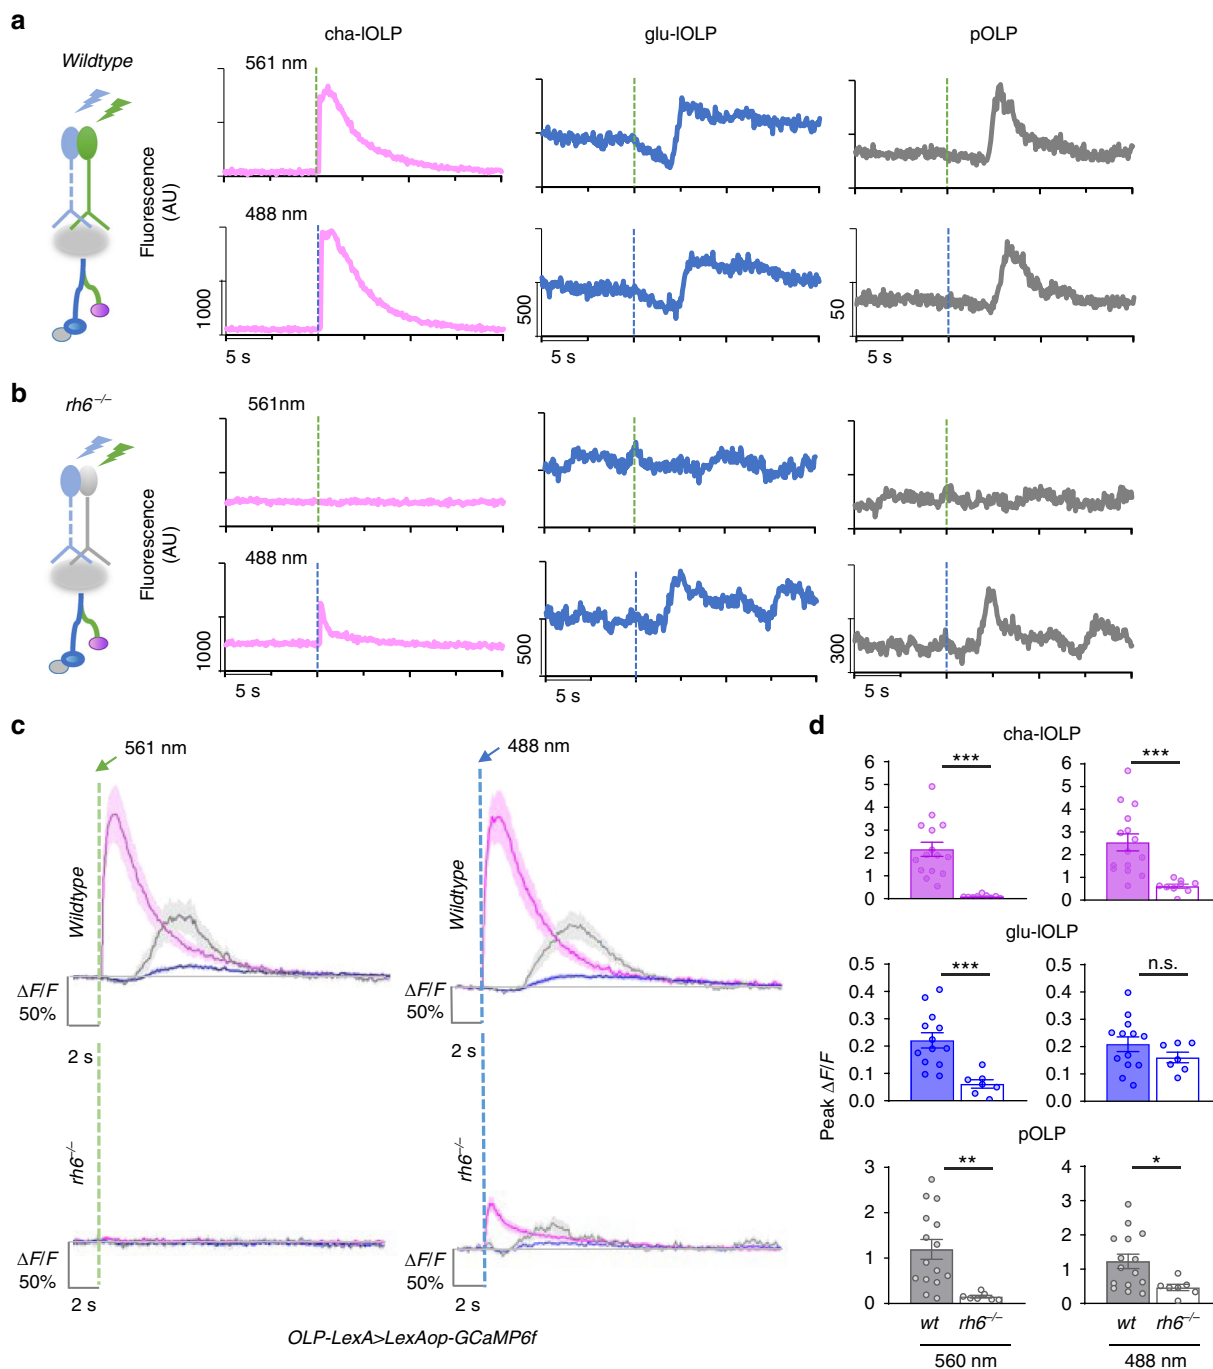 a
cha-lOLP
glu-lOLP
pOLP
Wildtype
561 nm
Fluorescence
(AU)
488 nm
1000
500
50
5 s
5 s
5 s
b
rh6–/–
561nm
Fluorescence
(AU)
488 nm
1000
500
300
5 s
5 s
5 s
c
561 nm
488 nm
Wildtype
Wildtype
ΔF/F
50%
2 s
ΔF/F
50%
2 s
rh6–/–
rh6–/–
ΔF/F
50%
2 s
ΔF/F
50%
2 s
OLP-LexA>LexAop-GCaMP6f
d
cha-lOLP
6
5
4
3
2
1
0
***
6
5
4
3
2
1
0
***
glu-lOLP
0.5
0.4
0.3
0.2
0.1
0.0
***
0.5
0.4
0.3
0.2
0.1
0.0
n.s.
Peak ΔF/F
pOLP
3
2
1
0
**
4
3
2
1
0
*
wt rh6–/–
wt rh6–/–
560 nm
488 nm